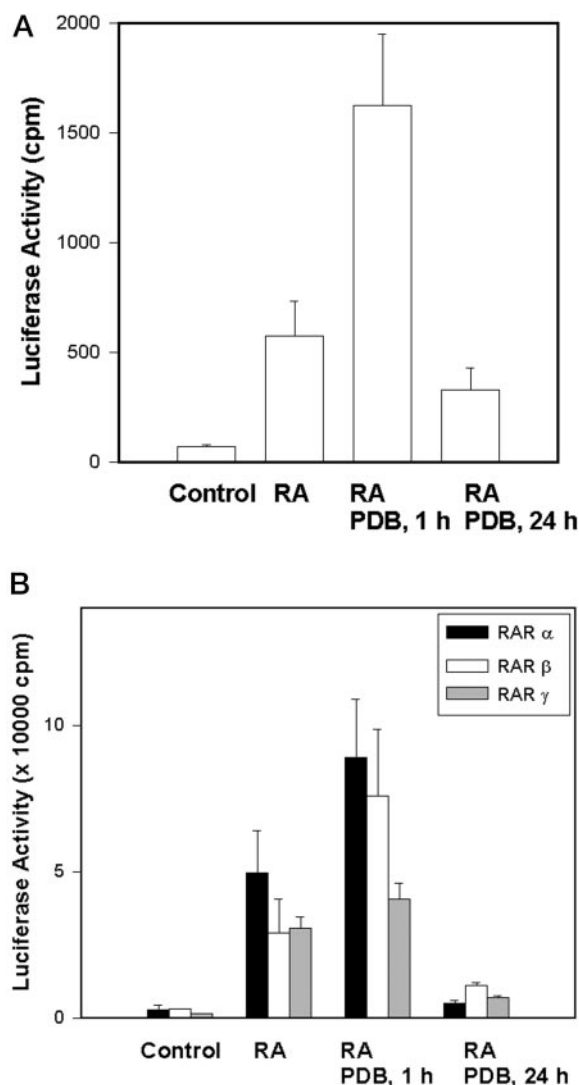 A
Luciferase Activity (cpm)
2000
1500
1000
500
0
Control RA RA RA
PDB, 1 h PDB, 24 h
B
Luciferase Activity (x 10000 cpm)
10
5
0
RAR α
RAR β
RAR γ
Control RA RA RA
PDB, 1 h PDB, 24 h